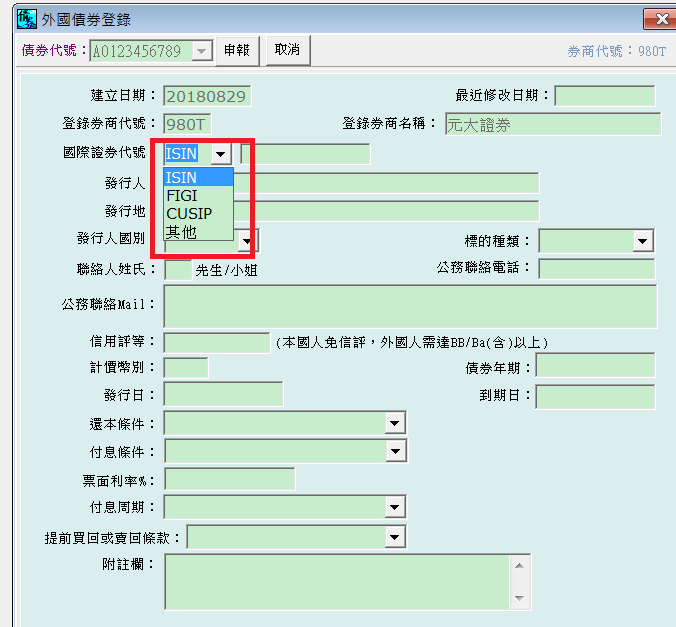 債券 外國債券登錄
債券代號：A0123456789 申報 取消 券商代號：980T
建立日期：20180829 最近修改日期：
登錄券商代號：980T 登錄券商名稱：元大證券
國際證券代號 ISIN
ISIN
發行人
FIGI
CUSIP
發行地
其他
發行人國別 標的種類：
聯絡人姓氏： 先生/小姐 公務聯絡電話：
公務聯絡Mail：
信用評等： (本國人免信評，外國人需達BB/Ba(含)以上)
計價幣別： 債券年期：
發行日： 到期日：
還本條件：
付息條件：
票面利率%：
付息周期：
提前買回或賣回條款：
附註欄：